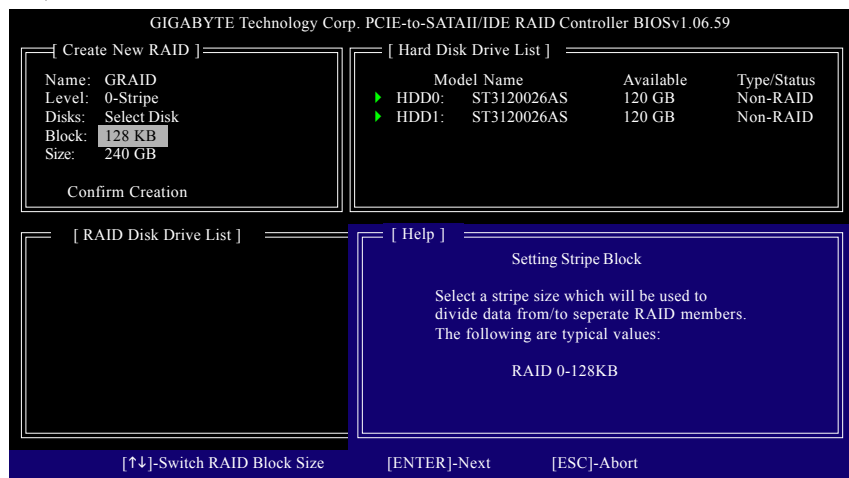 GIGABYTE Technology Corp. PCIE-to-SATAII/IDE RAID Controller BIOSv1.06.59
[ Create New RAID ]
Name: GRAID
Level: 0-Stripe
Disks: Select Disk
Block: 128 KB
Size: 240 GB
Confirm Creation
[ Hard Disk Drive List ]
Model Name Available Type/Status
HDD0: ST3120026AS 120 GB Non-RAID
HDD1: ST3120026AS 120 GB Non-RAID
[ RAID Disk Drive List ]
[ Help ]
Setting Stripe Block
Select a stripe size which will be used to
divide data from/to seperate RAID members.
The following are typical values:
RAID 0-128KB
[↑↓]-Switch RAID Block Size [ENTER]-Next [ESC]-Abort